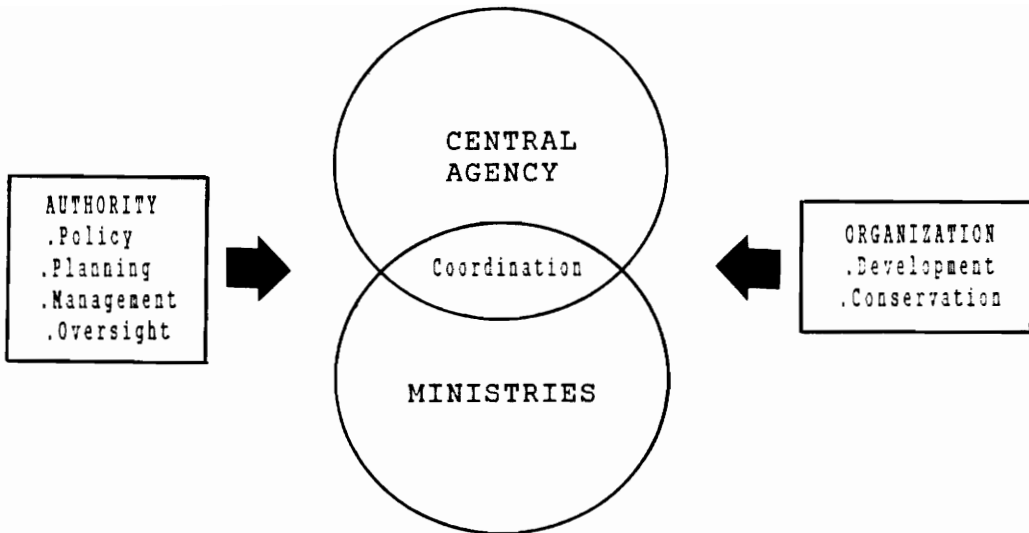 CENTRAL
AGENCY
AUTHORITY
.Policy
.Planning
.Management
.Oversight
Coordination
ORGANIZATION
.Development
.Conservation
MINISTRIES